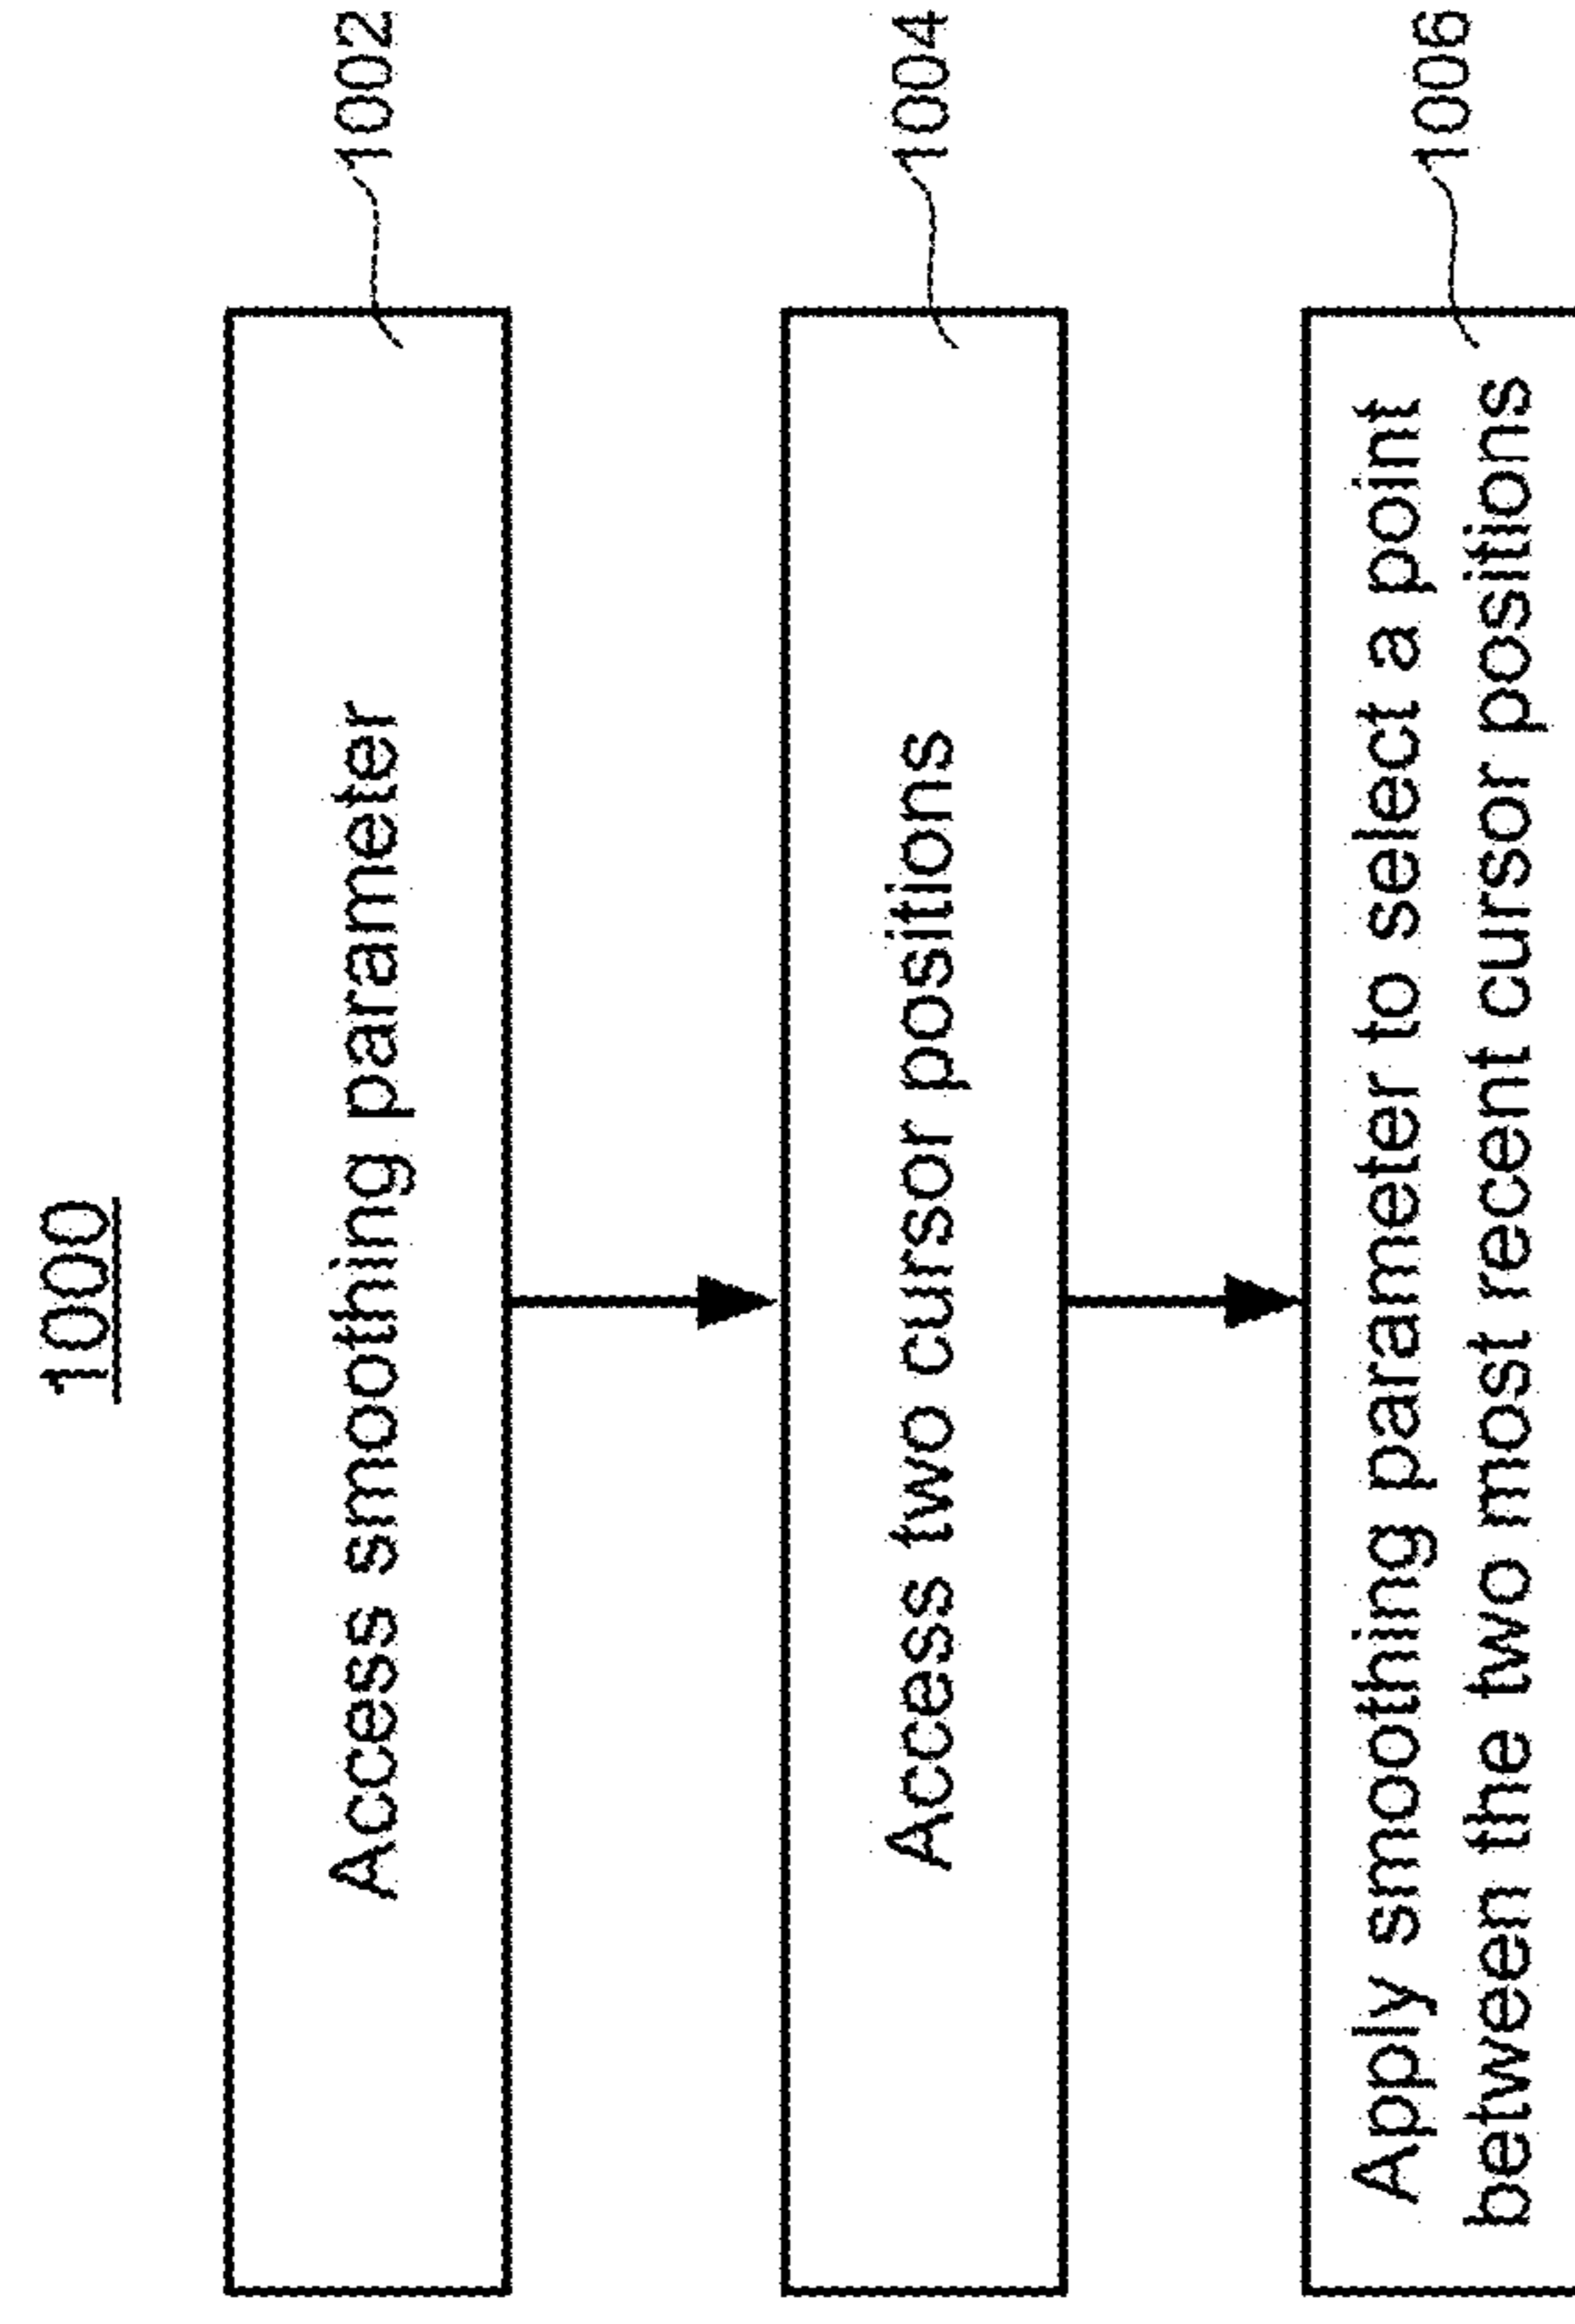 1000
Access smoothing parameter
1002
Access two cursor positions
1004
Apply smoothing parameter to select a point
between the two most recent cursor positions
1006